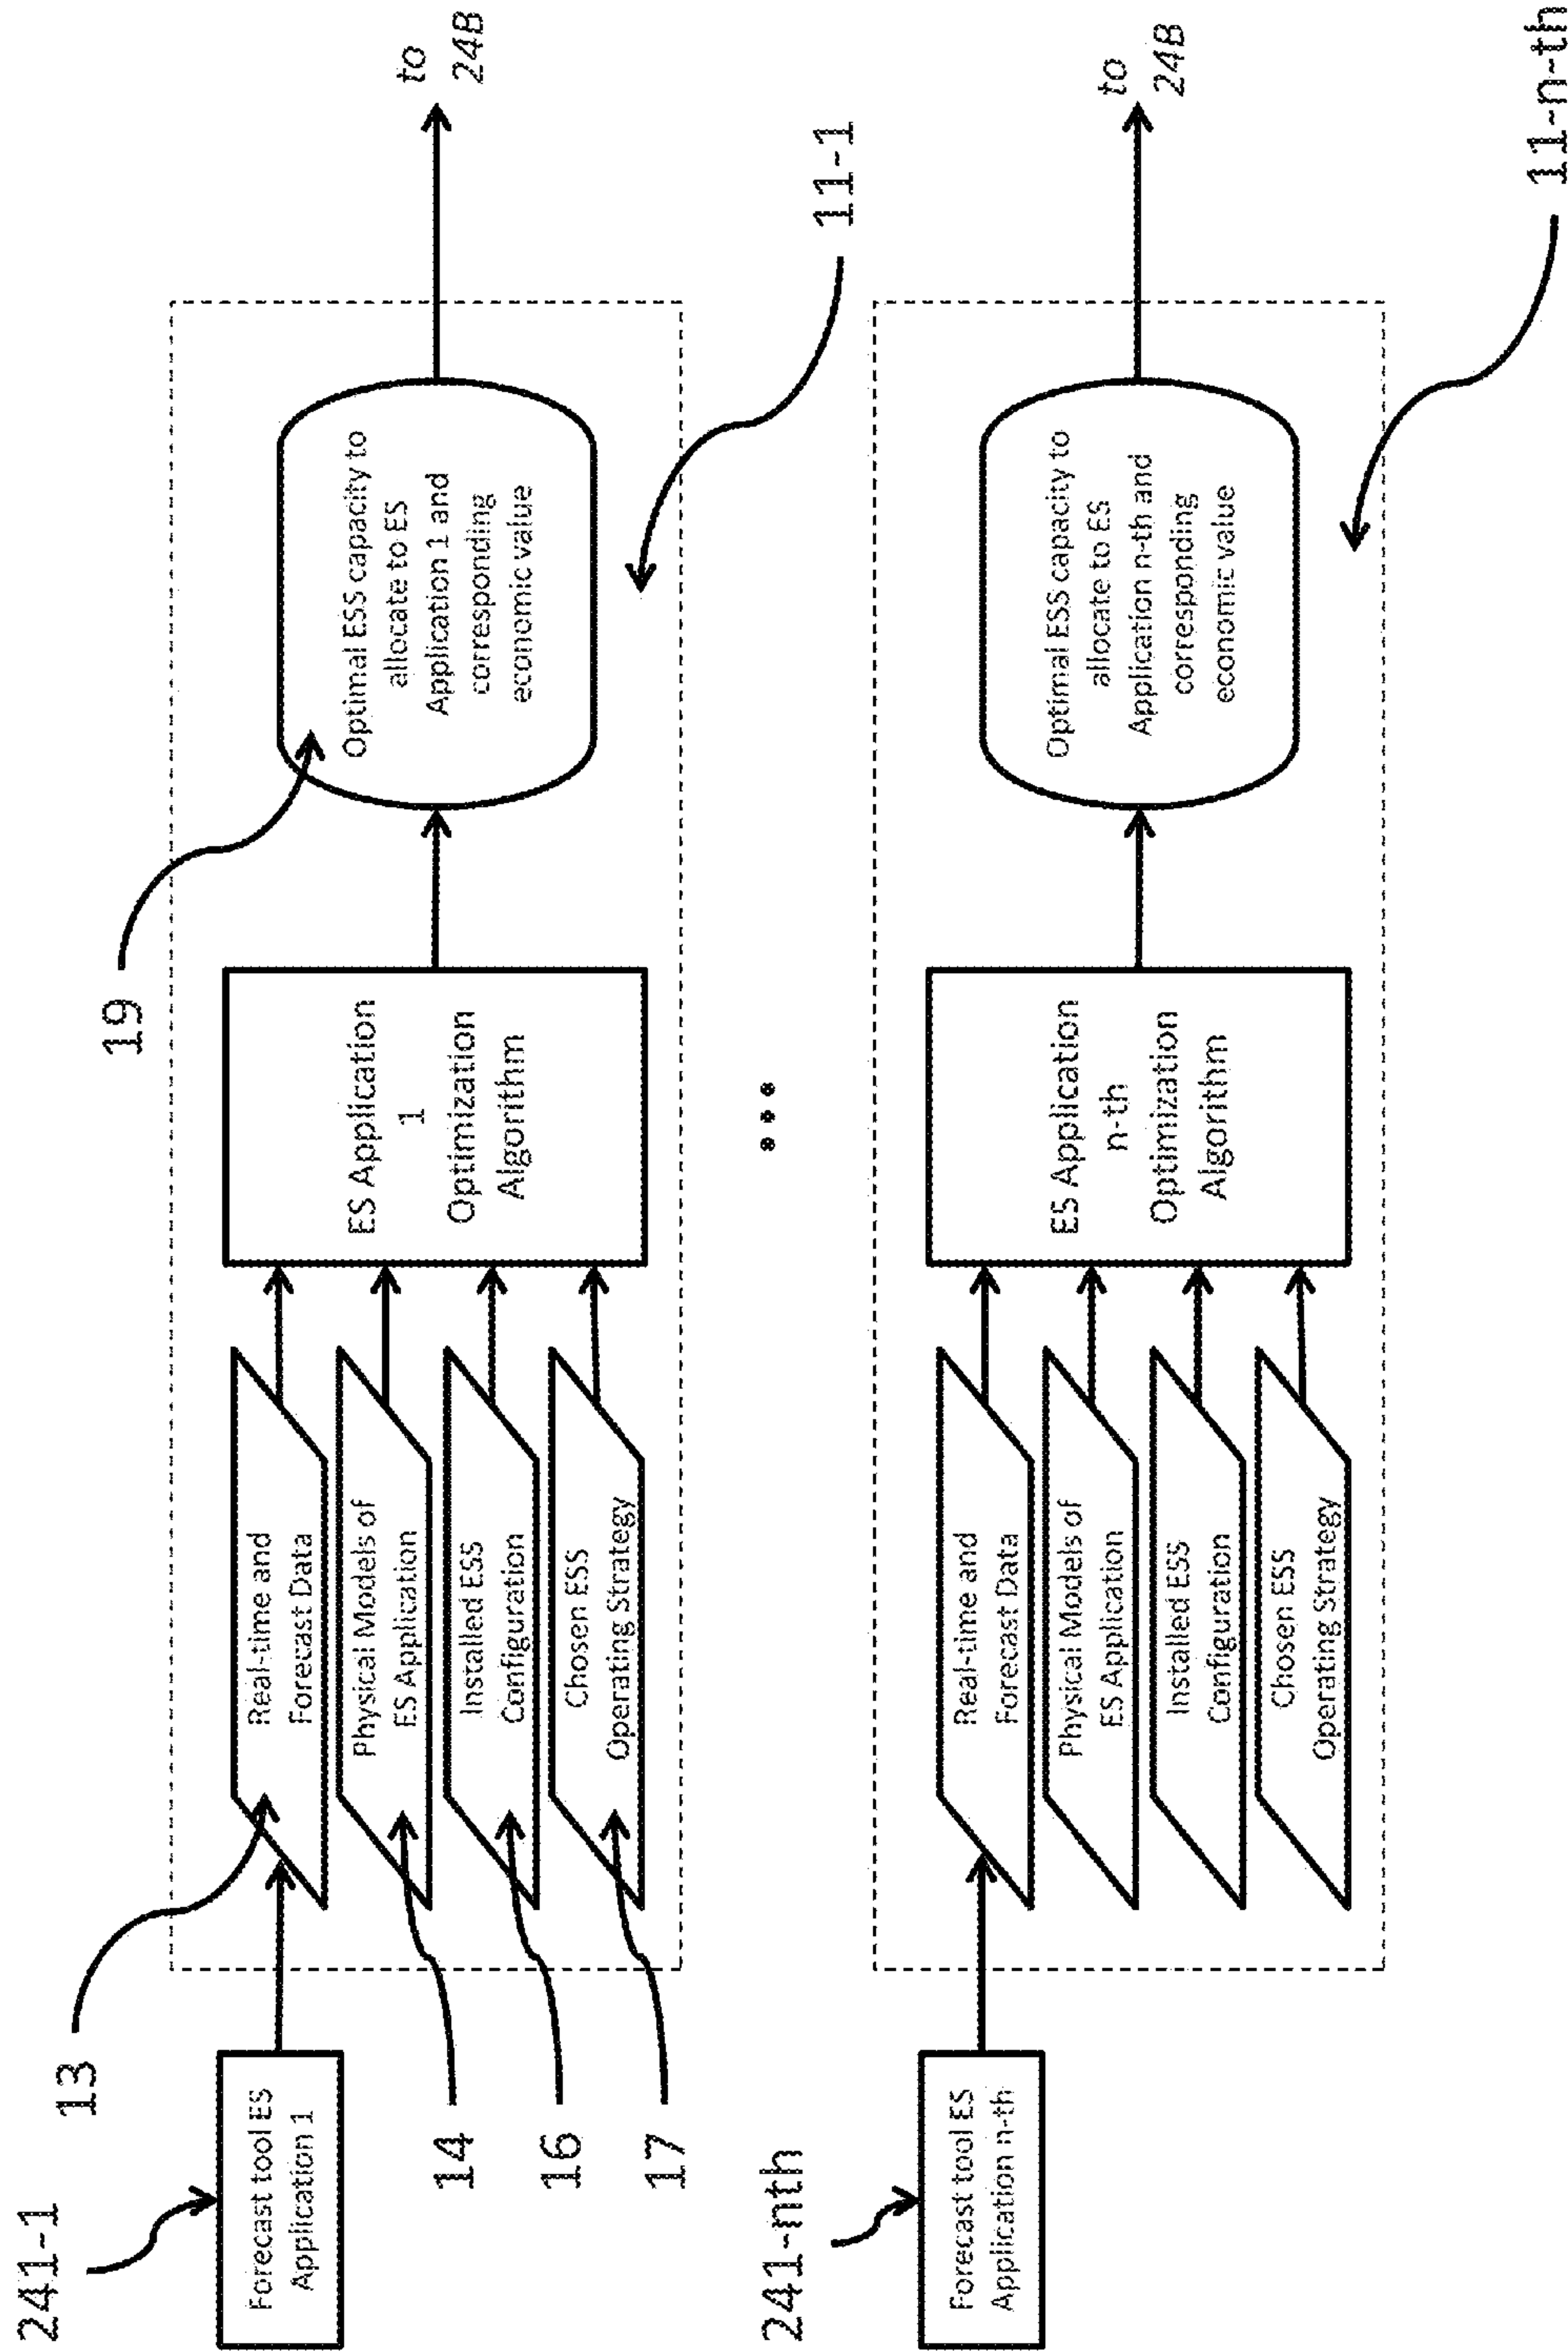 241-1
Forecast tool ES
Application 1
13
14
16
17
Real-time and
Forecast Data
Physical Models of
ES Application
Installed ESS
Configuration
Chosen ESS
Operating Strategy
ES Application
1
Optimization
Algorithm
19
Optimal ESS capacity to
allocate to ES
Application 1 and
corresponding
economic value
11-1
to
24B
...
241-nth
Forecast tool ES
Application n-th
Real-time and
Forecast Data
Physical Models of
ES Application
Installed ESS
Configuration
Chosen ESS
Operating Strategy
ES Application
n-th
Optimization
Algorithm
Optimal ESS capacity to
allocate to ES
Application n-th and
corresponding
economic value
11-n-th
to
24B